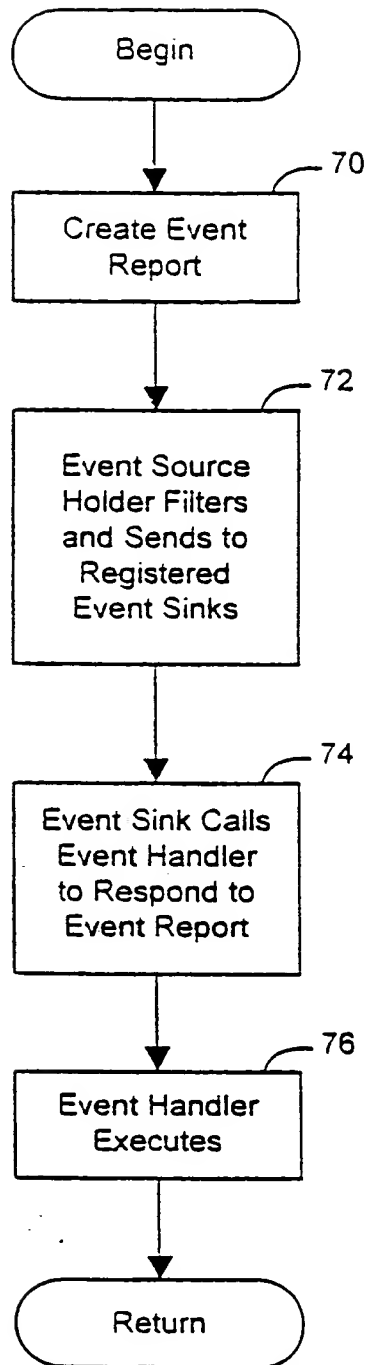 Begin
70
Create Event
Report
72
Event Source
Holder Filters
and Sends to
Registered
Event Sinks
74
Event Sink Calls
Event Handler
to Respond to
Event Report
76
Event Handler
Executes
Return